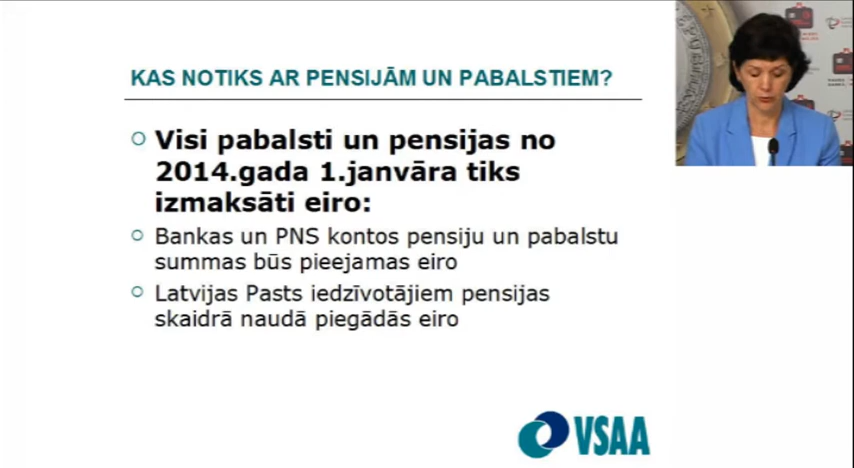 KAS NOTIKS AR PENSIJĀM UN PABALSTIEM?
Visi pabalsti un pensijas no
2014.gada 1.janvāra tiks
izmaksāti eiro:
Bankas un PNS kontos pensiju un pabalstu
summas būs pieejamas eiro
Latvijas Pasts iedzīvotājiem pensijas
skaidrā naudā piegādās eiro
VSAA